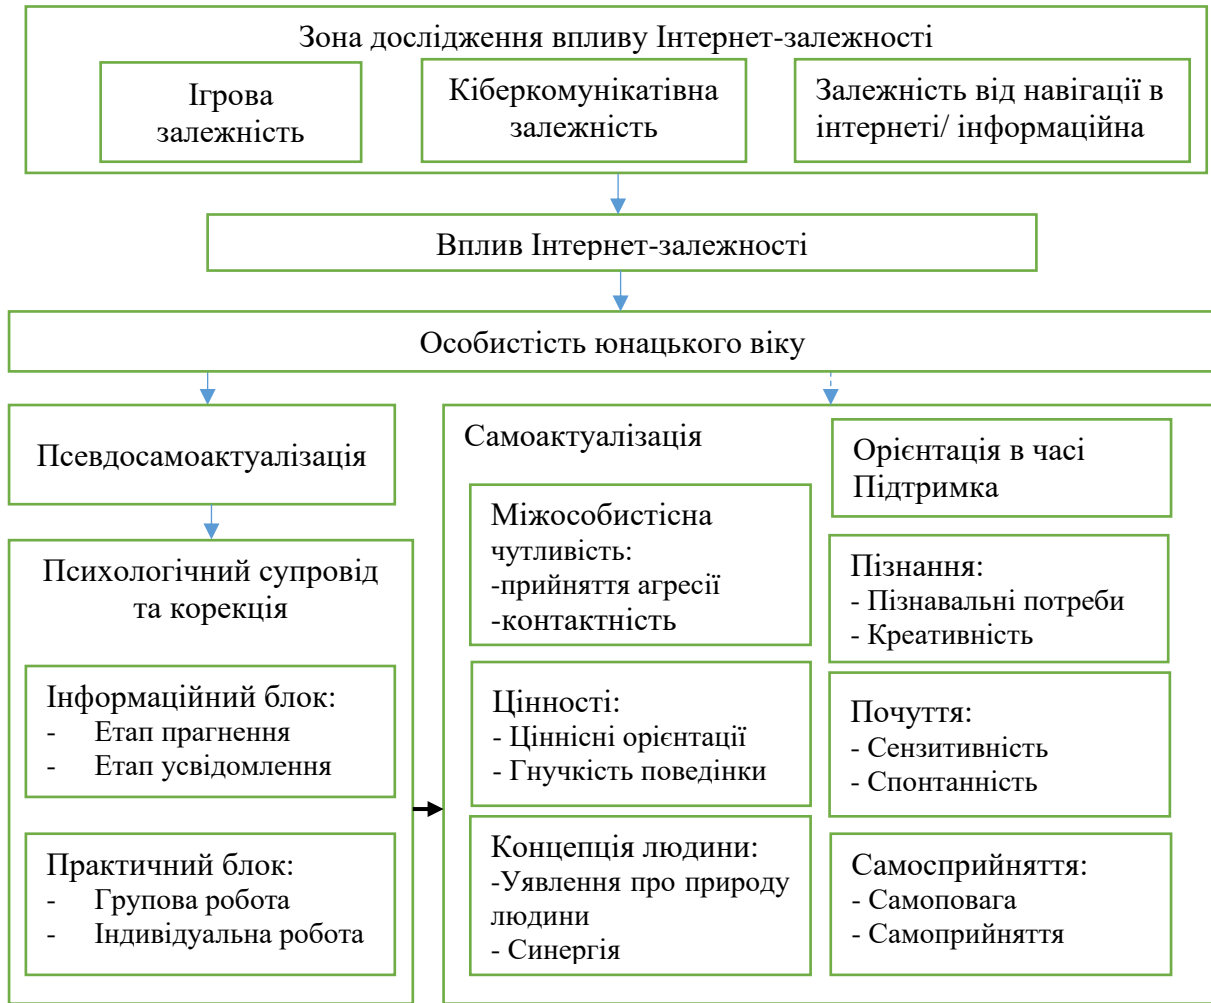 Зона дослідження впливу Інтернет-залежності
Ігрова
залежність
Кіберкомунікатівна
залежність
Залежність від навігації в
інтернеті/ інформаційна
Вплив Інтернет-залежності
Особистість юнацького віку
Псевдосамоактуалізація
Психологічний супровід
та корекція
Інформаційний блок:
- Етап прагнення
- Етап усвідомлення
Практичний блок:
- Групова робота
- Індивідуальна робота
Самоактуалізація
Міжособистісна
чутливість:
-прийняття агресії
-контактність
Цінності:
- Ціннісні орієнтації
- Гнучкість поведінки
Концепція людини:
-Уявлення про природу
людини
- Синергія
Орієнтація в часі
Підтримка
Пізнання:
- Пізнавальні потреби
- Креативність
Почуття:
- Сензитивність
- Спонтанність
Самосприйняття:
- Самоповага
- Самоприйняття